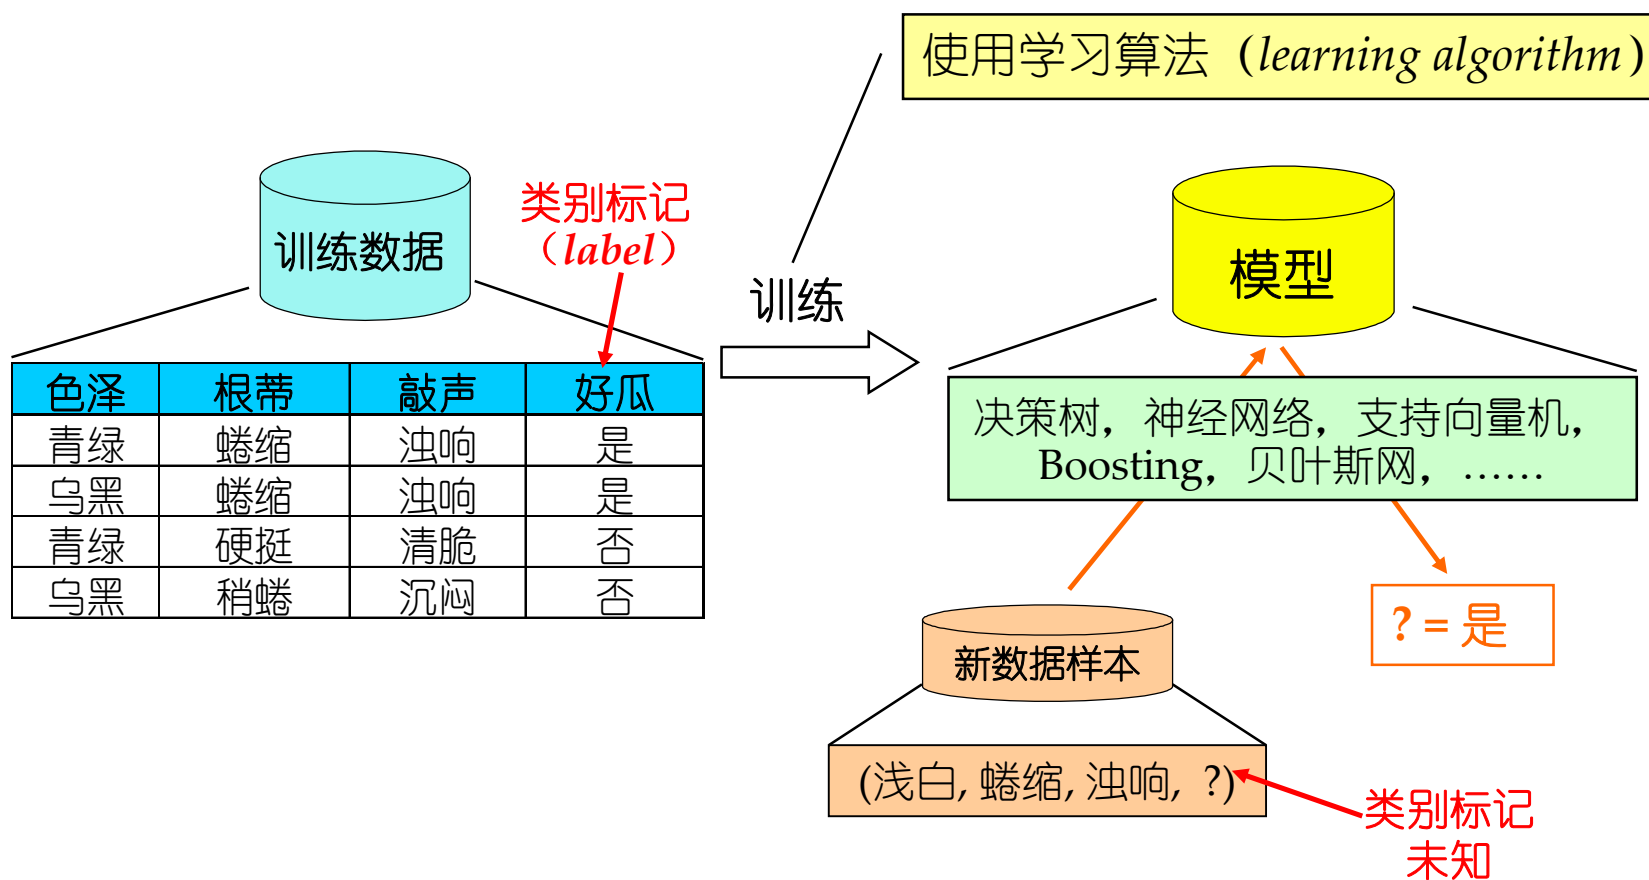 使用学习算法（learning algorithm）
训练数据
类别标记
（label）
训练
模型
色泽 根蒂 敲声 好瓜
青绿 蜷缩 浊响 是
乌黑 蜷缩 浊响 是
青绿 硬挺 清脆 否
乌黑 稍蜷 沉闷 否
决策树，神经网络，支持向量机，
Boosting，贝叶斯网，……
? = 是
新数据样本
(浅白, 蜷缩, 浊响, ?)
类别标记
未知